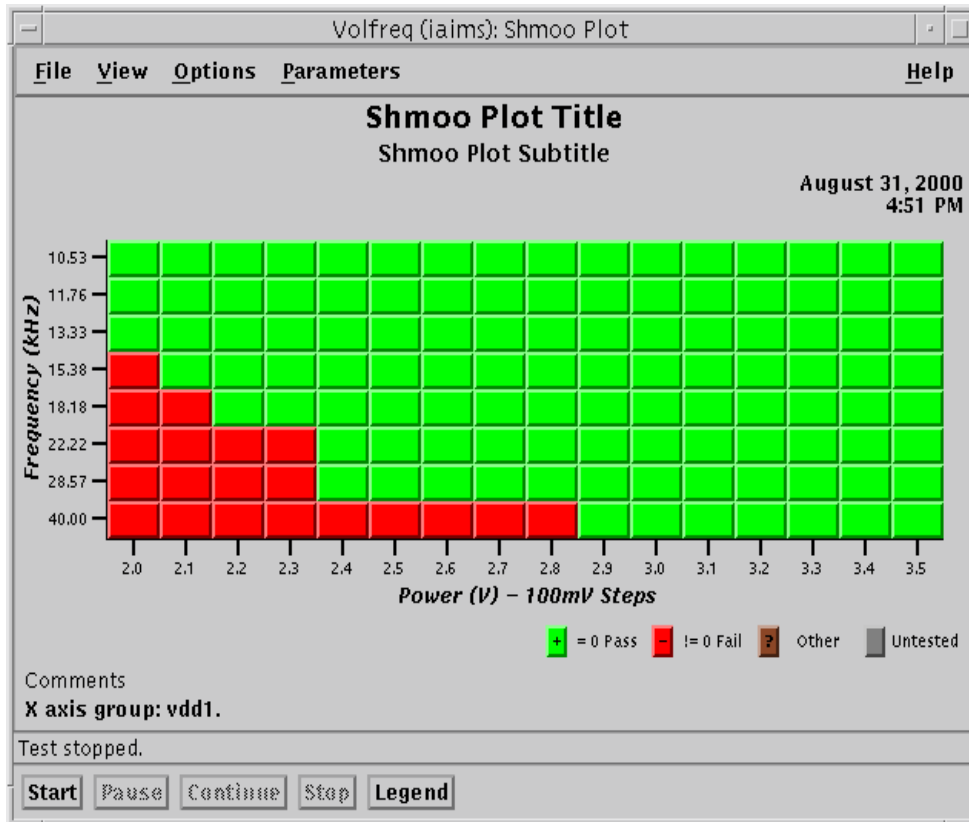 Volfreq (iaims): Shmoo Plot
File View Options Parameters Help
Shmoo Plot Title
Shmoo Plot Subtitle
August 31, 2000
4:51 PM
Frequency (kHz)
10.53
11.76
13.33
15.38
18.18
22.22
28.57
40.00
2.0 2.1 2.2 2.3 2.4 2.5 2.6 2.7 2.8 2.9 3.0 3.1 3.2 3.3 3.4 3.5
Power (V) – 100mV Steps
+ = 0 Pass - != 0 Fail ? Other Untested
Comments
X axis group: vdd1.
Test stopped.
Start Pause Continue Stop Legend